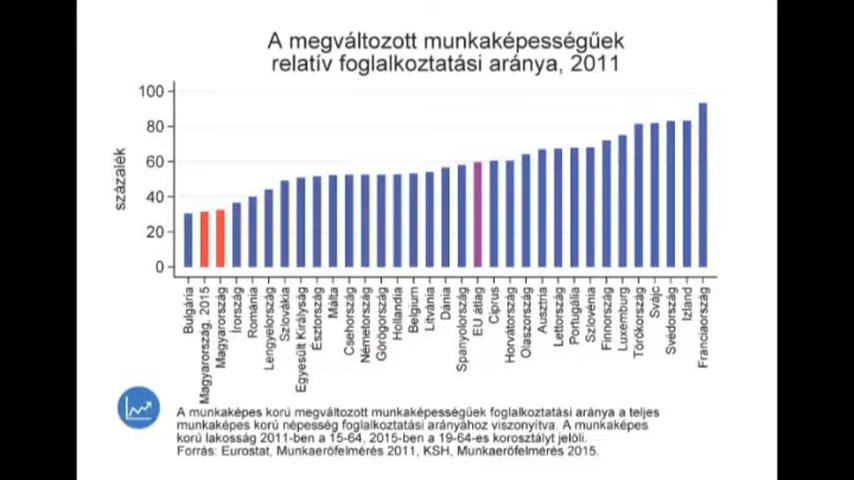 A megváltozott munkaképességűek
relatív foglalkoztatási aránya, 2011
százalék
100
80
60
40
20
0
Bulgária
Magyarország, 2015
Magyarország
Írország
Románia
Lengyelország
Szlovákia
Egyesült Királyság
Észtország
Málta
Csehország
Németország
Görögország
Hollandia
Belgium
Litvánia
Dánia
Spanyolország
EU átlag
Ciprus
Horvátország
Olaszország
Ausztria
Lettország
Portugália
Szlovénia
Finnország
Luxemburg
Törökország
Svájc
Svédország
Izland
Franciaország
A munkaképes korú megváltozott munkaképességűek foglalkoztatási aránya a teljes
munkaképes korú népesség foglalkoztatási arányához viszonyítva. A munkaképes
korú lakosság 2011-ben a 15-64, 2015-ben a 19-64-es korosztályt jelöli.
Forrás: Eurostat, Munkaerőfelmérés 2011, KSH, Munkaerőfelmérés 2015.